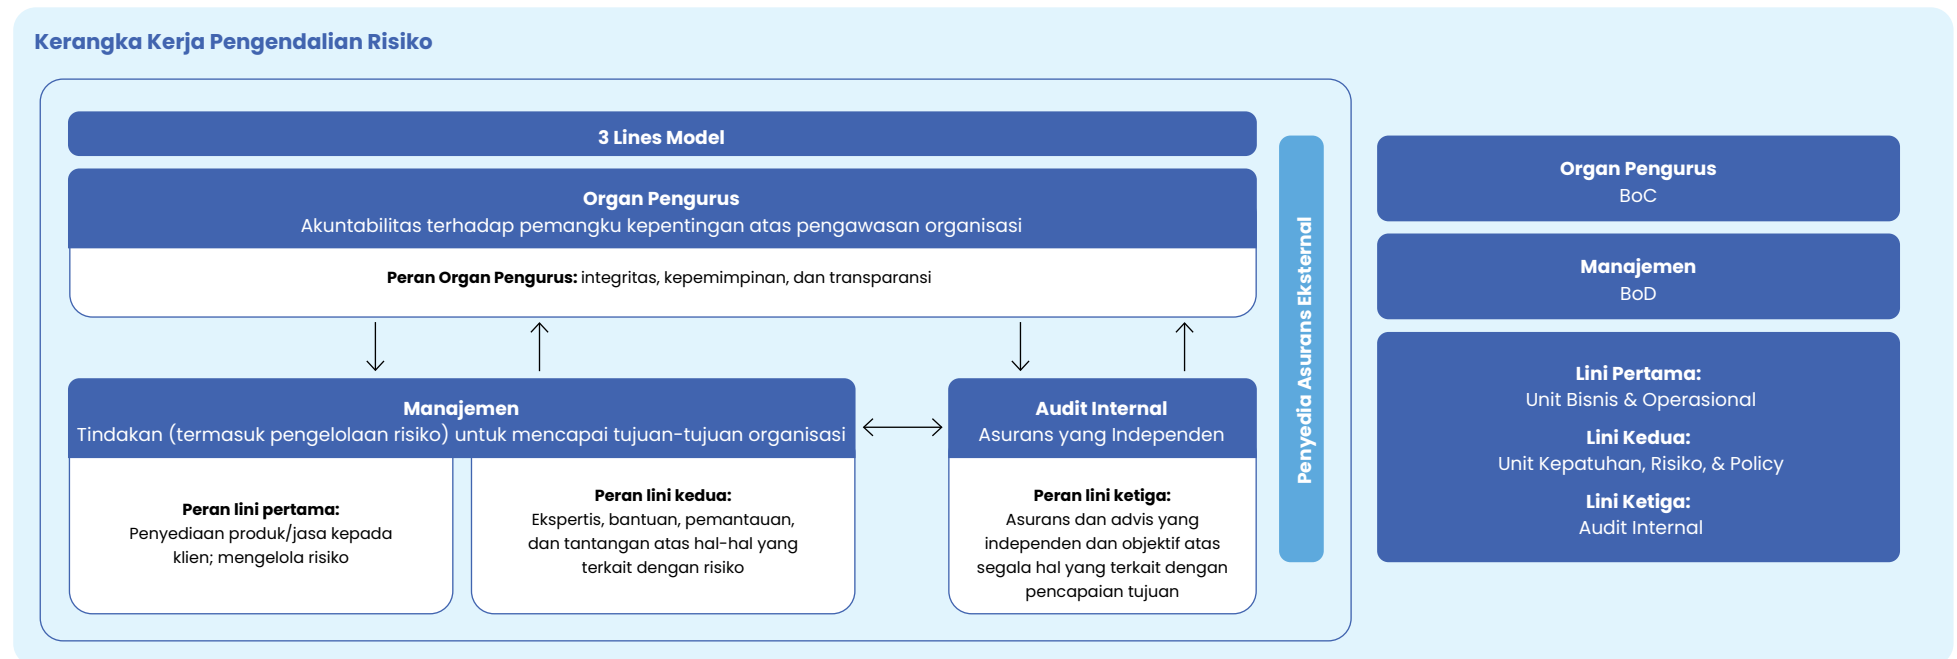 Kerangka Kerja Pengendalian Risiko
3 Lines Model
Organ Pengurus
Akuntabilitas terhadap pemangku kepentingan atas pengawasan organisasi
Peran Organ Pengurus: integritas, kepemimpinan, dan transparansi
Manajemen
Tindakan (termasuk pengelolaan risiko) untuk mencapai tujuan-tujuan organisasi
Peran lini pertama:
Penyediaan produk/jasa kepada
klien; mengelola risiko
Peran lini kedua:
Ekspertis, bantuan, pemantauan,
dan tantangan atas hal-hal yang
terkait dengan risiko
Audit Internal
Asurans yang Independen
Peran lini ketiga:
Asurans dan advis yang
independen dan objektif atas
segala hal yang terkait dengan
pencapaian tujuan
Penyedia Asurans Eksternal
Organ Pengurus
BoC
Manajemen
BoD
Lini Pertama:
Unit Bisnis & Operasional
Lini Kedua:
Unit Kepatuhan, Risiko, & Policy
Lini Ketiga:
Audit Internal